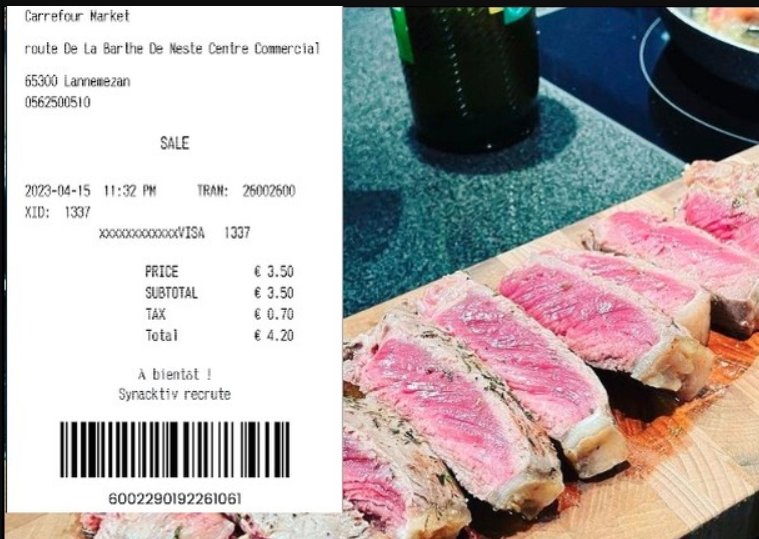 Carrefour Market
route De La Barthe De Neste Centre Commercial
65300 Lannemezan
0562500510
SALE
2023-04-15 11:32 PM TRAN: 26002600
XID: 1337
xxxxxxxxxxxxVISA 1337
PRICE € 3.50
SUBTOTAL € 3.50
TAX € 0.70
Total € 4.20
À bientat !
Synacktiv recrute
6002290192261061